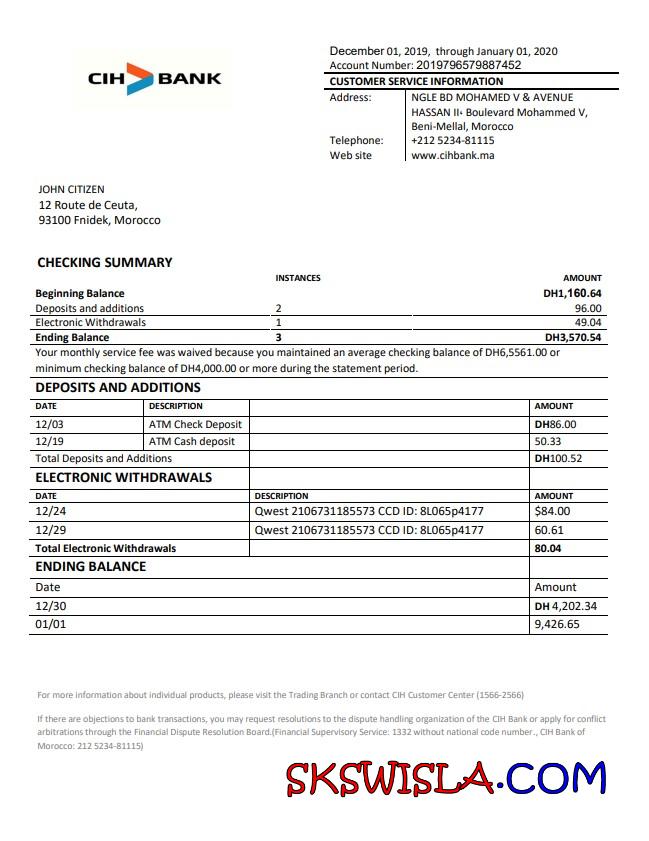 CIH BANK
December 01, 2019, through January 01, 2020
Account Number: 2019796579887452
CUSTOMER SERVICE INFORMATION
Address: NGLE BD MOHAMED V & AVENUE
HASSAN II، Boulevard Mohammed V,
Beni-Mellal, Morocco
Telephone: +212 5234-81115
Web site www.cihbank.ma
JOHN CITIZEN
12 Route de Ceuta,
93100 Fnidek, Morocco
CHECKING SUMMARY
INSTANCES AMOUNT
Beginning Balance DH1,160.64
Deposits and additions 2 96.00
Electronic Withdrawals 1 49.04
Ending Balance 3 DH3,570.54
Your monthly service fee was waived because you maintained an average checking balance of DH6,5561.00 or
minimum checking balance of DH4,000.00 or more during the statement period.
DEPOSITS AND ADDITIONS
DATE DESCRIPTION AMOUNT
12/03 ATM Check Deposit DH86.00
12/19 ATM Cash deposit 50.33
Total Deposits and Additions DH100.52
ELECTRONIC WITHDRAWALS
DATE DESCRIPTION AMOUNT
12/24 Qwest 2106731185573 CCD ID: 8L065p4177 $84.00
12/29 Qwest 2106731185573 CCD ID: 8L065p4177 60.61
Total Electronic Withdrawals 80.04
ENDING BALANCE
Date Amount
12/30 DH 4,202.34
01/01 9,426.65
For more information about individual products, please visit the Trading Branch or contact CIH Customer Center (1566-2566)
If there are objections to bank transactions, you may request resolutions to the dispute handling organization of the CIH Bank or apply for conflict
arbitrations through the Financial Dispute Resolution Board.(Financial Supervisory Service: 1332 without national code number., CIH Bank of
Morocco: 212 5234-81115)
SKSWISLA.COM